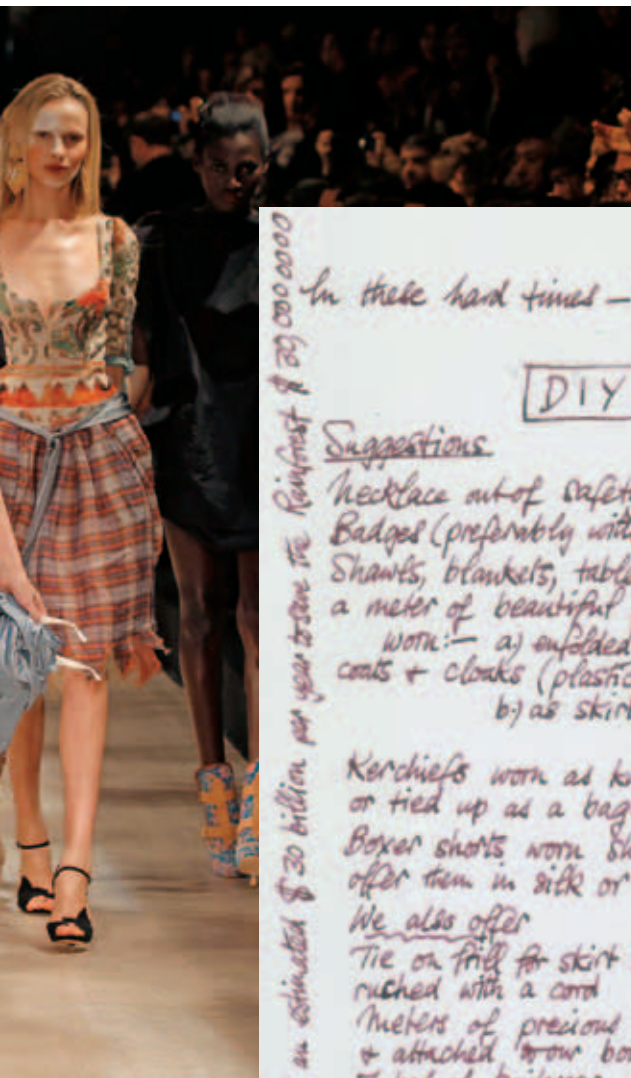 In these hard times —
DIY
Suggestions
Necklace out of safet
Badges (preferably with
Shawls, blankets, tabl
a meter of beautiful
worn:— a) enfolded
coats + cloaks (plastic
b) as skirt
Kerchiefs worn as k
or tied up as a bag
Boxer shorts worn
offer them in silk or
We also offer
Tie on frill for skirt
ruched with a cord
Meters of precious
+ attached
an estimated $30 billion per year to save the Rainforest